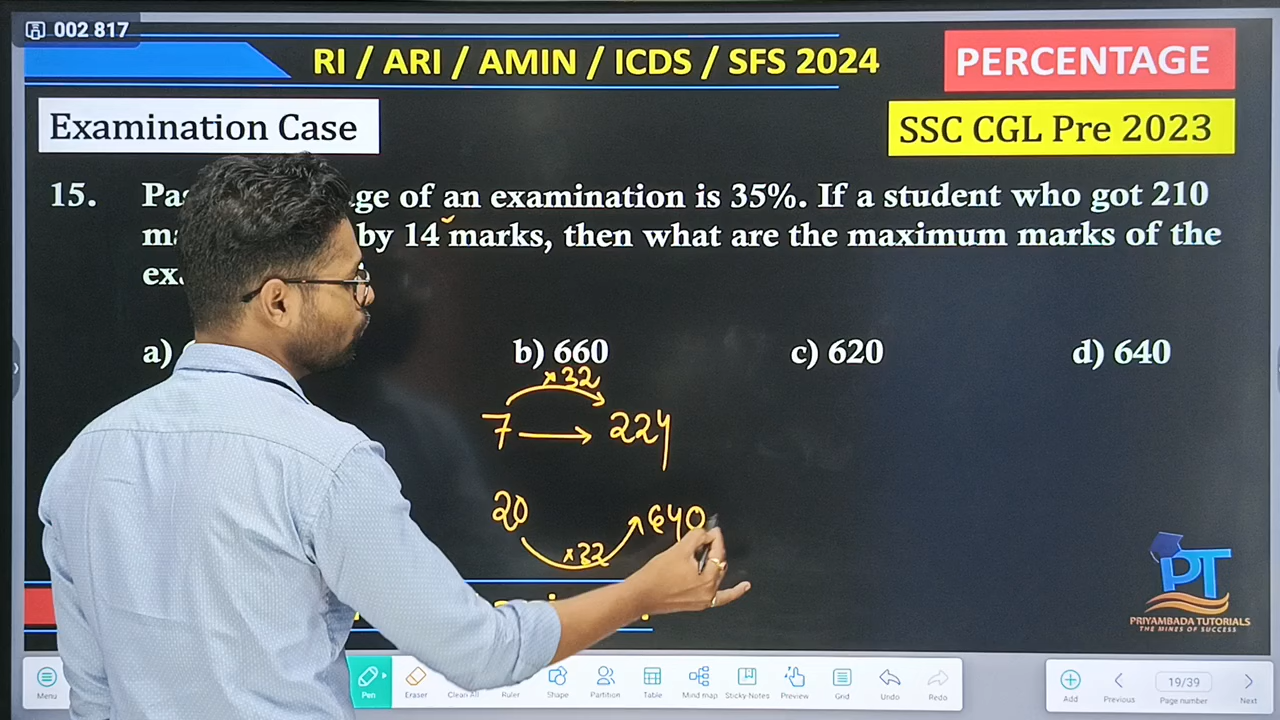 002 817
RI / ARI / AMIN / ICDS / SFS 2024
PERCENTAGE
Examination Case
SSC CGL Pre 2023
15. of an examination is 35%. If a student who got 210
by 14 marks, then what are the maximum marks of the
a) b) 660 c) 620 d) 640
×32
7 → 224
20 640
×32
PT
PRIYAMBADA TUTORIALS
THE MINES OF SUCCESS
Menu Pen Eraser Clean All Ruler Shape Partition Table Mind map Sticky Notes Preview Grid Undo Redo Add Previous 19/39 Page number Next